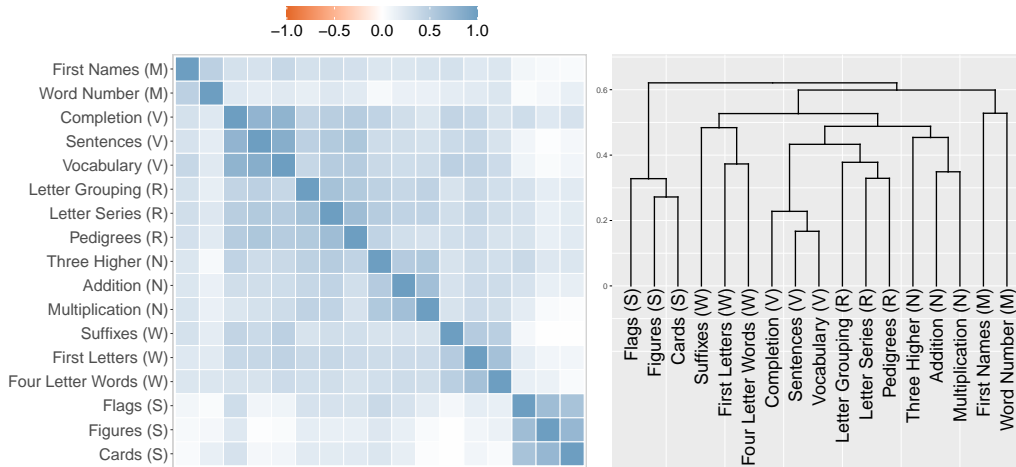 −1.0 −0.5 0.0 0.5 1.0
First Names (M)
Word Number (M)
Completion (V)
Sentences (V)
Vocabulary (V)
Letter Grouping (R)
Letter Series (R)
Pedigrees (R)
Three Higher (N)
Addition (N)
Multiplication (N)
Suffixes (W)
First Letters (W)
Four Letter Words (W)
Flags (S)
Figures (S)
Cards (S)
0.6
0.4
0.2
0
Flags (S)
Figures (S)
Cards (S)
Suffixes (W)
First Letters (W)
Four Letter Words (W)
Completion (V)
Sentences (V)
Vocabulary (V)
Letter Grouping (R)
Letter Series (R)
Pedigrees (R)
Three Higher (N)
Addition (N)
Multiplication (N)
First Names (M)
Word Number (M)